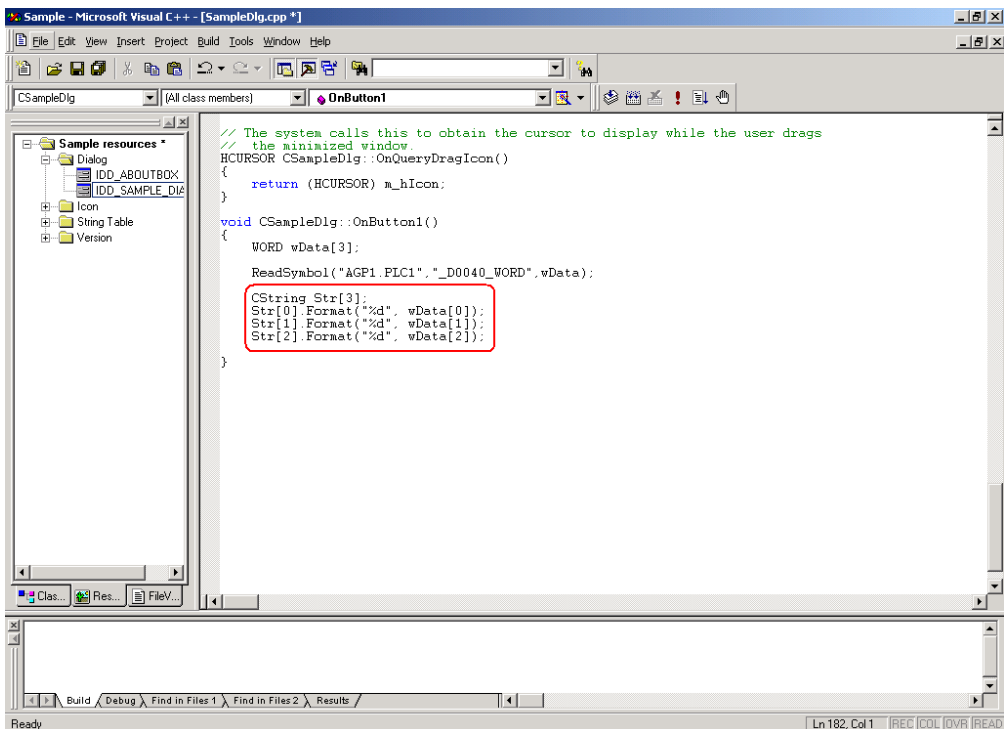 Sample - Microsoft Visual C++ - [SampleDlg.cpp *]
File Edit View Insert Project Build Tools Window Help
CSampleDlg (All class members) OnButton1
Sample resources *
Dialog
IDD_ABOUTBOX
IDD_SAMPLE_DIA
Icon
String Table
Version
// The system calls this to obtain the cursor to display while the user drags
//  the minimized window.
HCURSOR CSampleDlg::OnQueryDragIcon()
{
    return (HCURSOR) m_hIcon;
}
void CSampleDlg::OnButton1()
{
    WORD wData[3];
    ReadSymbol("AGP1.PLC1","_D0040_WORD",wData);
    CString Str[3];
    Str[0].Format("%d", wData[0]);
    Str[1].Format("%d", wData[1]);
    Str[2].Format("%d", wData[2]);
}
Clas... Res... FileV...
Build Debug Find in Files 1 Find in Files 2 Results
Ready Ln 182, Col 1 REC COL OVR READ